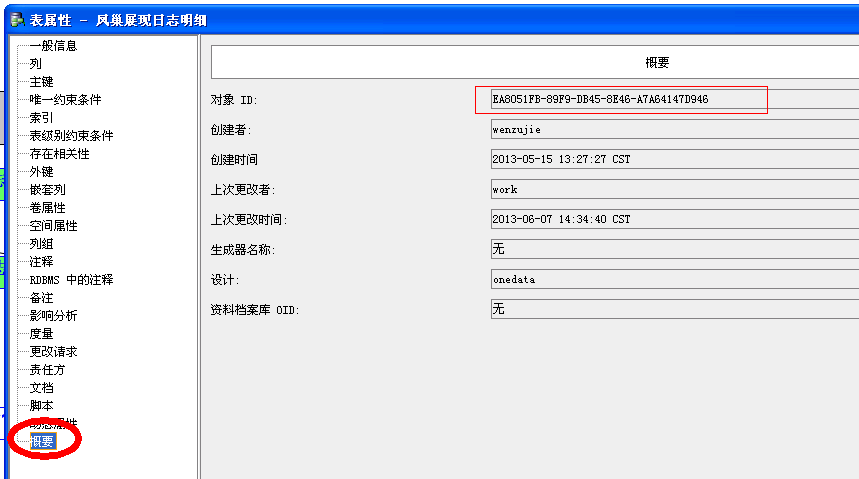 表属性 - 风巢展现日志明细
一般信息
列
主键
唯一约束条件
索引
表级别约束条件
存在相关性
外键
嵌套列
卷属性
空间属性
列组
注释
RDBMS 中的注释
备注
影响分析
度量
更改请求
责任方
文档
脚本
动态属性
概要
概要
对象 ID: EA8051FB-89F9-DB45-8E46-A7A64147D946
创建者: wenzujie
创建时间 2013-05-15 13:27:27 CST
上次更改者: work
上次更改时间: 2013-06-07 14:34:40 CST
生成器名称: 无
设计: onedata
资料档案库 OID: 无